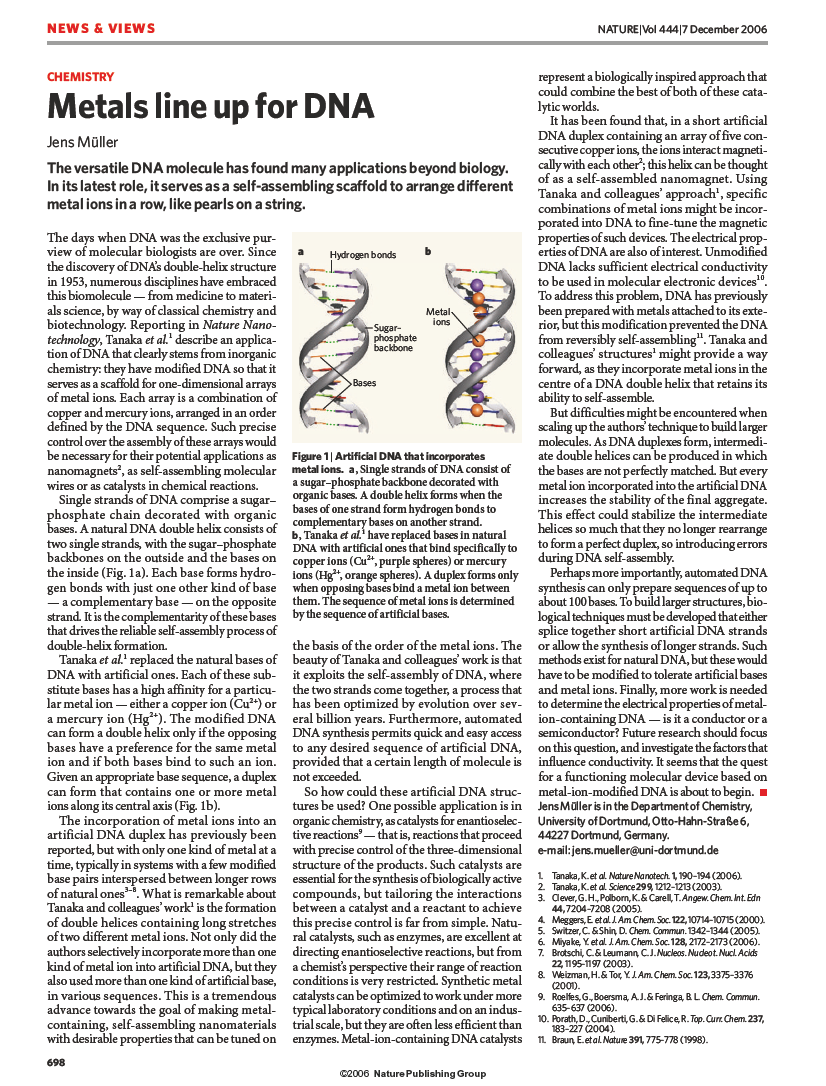 NEWS & VIEWS
NATURE|Vol 444|7 December 2006
CHEMISTRY
Metals line up for DNA
Jens Müller
The versatile DNA molecule has found many applications beyond biology.
In its latest role, it serves as a self-assembling scaffold to arrange different
metal ions in a row, like pearls on a string.
The days when DNA was the exclusive pur-
view of molecular biologists are over. Since
the discovery of DNA's double-helix structure
in 1953, numerous disciplines have embraced
this biomolecule — from medicine to materi-
als science, by way of classical chemistry and
biotechnology. Reporting in Nature Nano-
technology, Tanaka et al.¹ describe an applica-
tion of DNA that clearly stems from inorganic
chemistry: they have modified DNA so that it
serves as a scaffold for one-dimensional arrays
of metal ions. Each array is a combination of
copper and mercury ions, arranged in an order
defined by the DNA sequence. Such precise
control over the assembly of these arrays would
be necessary for their potential applications as
nanomagnets², as self-assembling molecular
wires or as catalysts in chemical reactions.
Single strands of DNA comprise a sugar–
phosphate chain decorated with organic
bases. A natural DNA double helix consists of
two single strands, with the sugar–phosphate
backbones on the outside and the bases on
the inside (Fig. 1a). Each base forms hydro-
gen bonds with just one other kind of base
— a complementary base — on the opposite
strand. It is the complementarity of these bases
that drives the reliable self-assembly process of
double-helix formation.
Tanaka et al.¹ replaced the natural bases of
DNA with artificial ones. Each of these sub-
stitute bases has a high affinity for a particu-
lar metal ion — either a copper ion (Cu²⁺) or
a mercury ion (Hg²⁺). The modified DNA
can form a double helix only if the opposing
bases have a preference for the same metal
ion and if both bases bind to such an ion.
Given an appropriate base sequence, a duplex
can form that contains one or more metal
ions along its central axis (Fig. 1b).
The incorporation of metal ions into an
artificial DNA duplex has previously been
reported, but with only one kind of metal at a
time, typically in systems with a few modified
base pairs interspersed between longer rows
of natural ones³⁻⁸. What is remarkable about
Tanaka and colleagues' work¹ is the formation
of double helices containing long stretches
of two different metal ions. Not only did the
authors selectively incorporate more than one
kind of metal ion into artificial DNA, but they
also used more than one kind of artificial base,
in various sequences. This is a tremendous
advance towards the goal of making metal-
containing, self-assembling nanomaterials
with desirable properties that can be tuned on
a
b
Hydrogen bonds
Metal
ions
Sugar–
phosphate
backbone
Bases
Figure 1 | Artificial DNA that incorporates
metal ions. a, Single strands of DNA consist of
a sugar–phosphate backbone decorated with
organic bases. A double helix forms when the
bases of one strand form hydrogen bonds to
complementary bases on another strand.
b, Tanaka et al.¹ have replaced bases in natural
DNA with artificial ones that bind specifically to
copper ions (Cu²⁺, purple spheres) or mercury
ions (Hg²⁺, orange spheres). A duplex forms only
when opposing bases bind a metal ion between
them. The sequence of metal ions is determined
by the sequence of artificial bases.
the basis of the order of the metal ions. The
beauty of Tanaka and colleagues' work is that
it exploits the self-assembly of DNA, where
the two strands come together, a process that
has been optimized by evolution over sev-
eral billion years. Furthermore, automated
DNA synthesis permits quick and easy access
to any desired sequence of artificial DNA,
provided that a certain length of molecule is
not exceeded.
So how could these artificial DNA struc-
tures be used? One possible application is in
organic chemistry, as catalysts for enantioselec-
tive reactions⁹ — that is, reactions that proceed
with precise control of the three-dimensional
structure of the products. Such catalysts are
essential for the synthesis of biologically active
compounds, but tailoring the interactions
between a catalyst and a reactant to achieve
this precise control is far from simple. Natu-
ral catalysts, such as enzymes, are excellent at
directing enantioselective reactions, but from
a chemist's perspective their range of reaction
conditions is very restricted. Synthetic metal
catalysts can be optimized to work under more
typical laboratory conditions and on an indus-
trial scale, but they are often less efficient than
enzymes. Metal-ion-containing DNA catalysts
represent a biologically inspired approach that
could combine the best of both of these cata-
lytic worlds.
It has been found that, in a short artificial
DNA duplex containing an array of five con-
secutive copper ions, the ions interact magneti-
cally with each other²; this helix can be thought
of as a self-assembled nanomagnet. Using
Tanaka and colleagues' approach¹, specific
combinations of metal ions might be incor-
porated into DNA to fine-tune the magnetic
properties of such devices. The electrical prop-
erties of DNA are also of interest. Unmodified
DNA lacks sufficient electrical conductivity
to be used in molecular electronic devices¹⁰.
To address this problem, DNA has previously
been prepared with metals attached to its exte-
rior, but this modification prevented the DNA
from reversibly self-assembling¹¹. Tanaka and
colleagues' structures¹ might provide a way
forward, as they incorporate metal ions in the
centre of a DNA double helix that retains its
ability to self-assemble.
But difficulties might be encountered when
scaling up the authors' technique to build larger
molecules. As DNA duplexes form, intermedi-
ate double helices can be produced in which
the bases are not perfectly matched. But every
metal ion incorporated into the artificial DNA
increases the stability of the final aggregate.
This effect could stabilize the intermediate
helices so much that they no longer rearrange
to form a perfect duplex, so introducing errors
during DNA self-assembly.
Perhaps more importantly, automated DNA
synthesis can only prepare sequences of up to
about 100 bases. To build larger structures, bio-
logical techniques must be developed that either
splice together short artificial DNA strands
or allow the synthesis of longer strands. Such
methods exist for natural DNA, but these would
have to be modified to tolerate artificial bases
and metal ions. Finally, more work is needed
to determine the electrical properties of metal-
ion-containing DNA — is it a conductor or a
semiconductor? Future research should focus
on this question, and investigate the factors that
influence conductivity. It seems that the quest
for a functioning molecular device based on
metal-ion-modified DNA is about to begin. ■
Jens Müller is in the Department of Chemistry,
University of Dortmund, Otto-Hahn-Straße 6,
44227 Dortmund, Germany.
e-mail: jens.mueller@uni-dortmund.de
1. Tanaka, K. et al. Nature Nanotech. 1, 190–194 (2006).
2. Tanaka, K. et al. Science 299, 1212–1213 (2003).
3. Clever, G. H., Polborn, K. & Carell, T. Angew. Chem. Int. Edn
44, 7204–7208 (2005).
4. Meggers, E. et al. J. Am. Chem. Soc. 122, 10714–10715 (2000).
5. Switzer, C. & Shin, D. Chem. Commun. 1342–1344 (2005).
6. Miyake, Y. et al. J. Am. Chem. Soc. 128, 2172–2173 (2006).
7. Brotschi, C. & Leumann, C. J. Nucleos. Nucleot. Nucl. Acids
22, 1195–1197 (2003).
8. Weizman, H. & Tor, Y. J. Am. Chem. Soc. 123, 3375–3376
(2001).
9. Roelfes, G., Boersma, A. J. & Feringa, B. L. Chem. Commun.
635–637 (2006).
10. Porath, D., Cuniberti, G. & Di Felice, R. Top. Curr. Chem. 237,
183–227 (2004).
11. Braun, E. et al. Nature 391, 775–778 (1998).
698
©2006 Nature Publishing Group